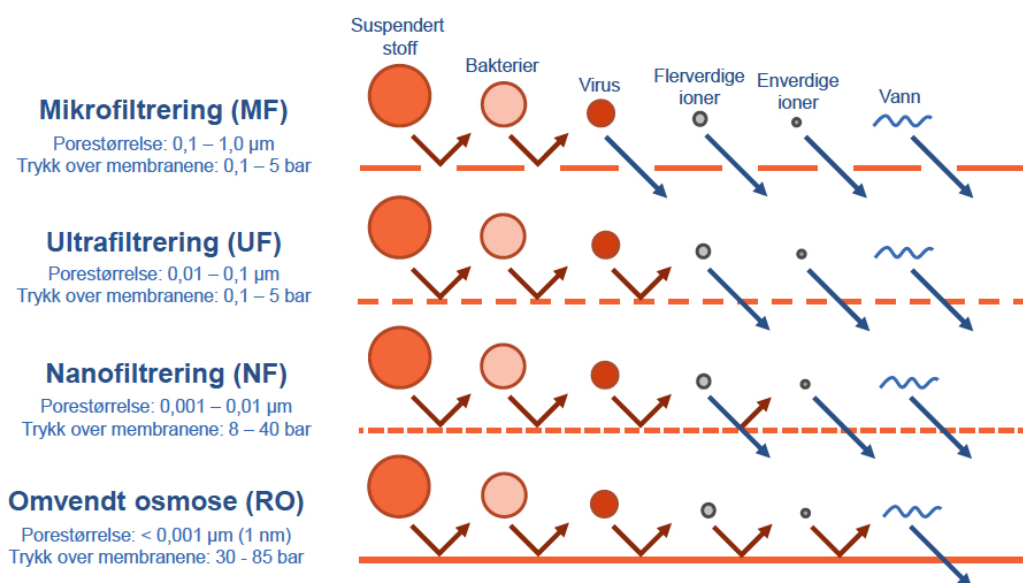 Suspendert
stoff
Bakterier
Virus
Flerverdige
ioner
Enverdige
ioner
Vann
Mikrofiltrering (MF)
Porestørrelse: 0,1 – 1,0 µm
Trykk over membranene: 0,1 – 5 bar
Ultrafiltrering (UF)
Porestørrelse: 0,01 – 0,1 µm
Trykk over membranene: 0,1 – 5 bar
Nanofiltrering (NF)
Porestørrelse: 0,001 – 0,01 µm
Trykk over membranene: 8 – 40 bar
Omvendt osmose (RO)
Porestørrelse: < 0,001 µm (1 nm)
Trykk over membranene: 30 - 85 bar